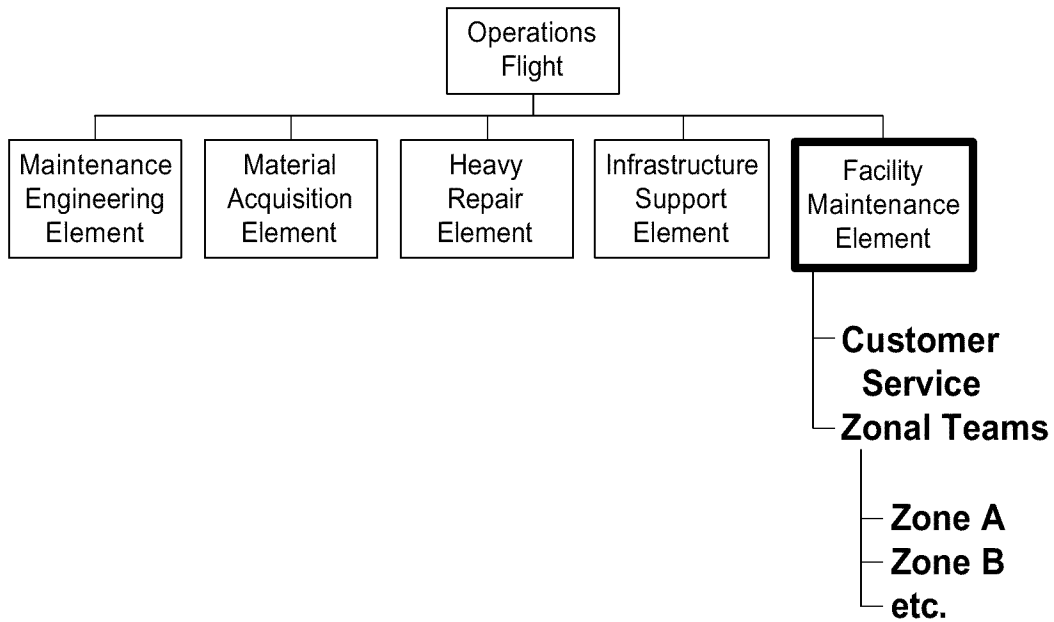 Operations
Flight
Maintenance
Engineering
Element
Material
Acquisition
Element
Heavy
Repair
Element
Infrastructure
Support
Element
Facility
Maintenance
Element
Customer
Service
Zonal Teams
Zone A
Zone B
etc.